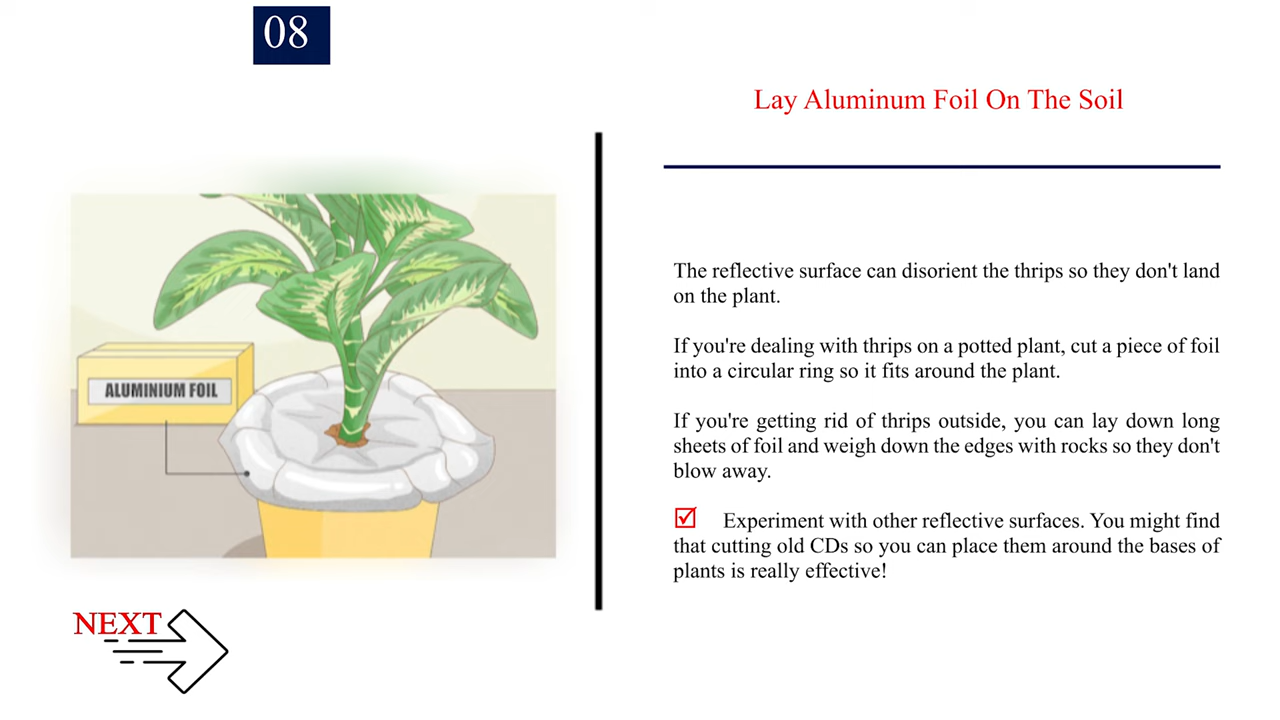 08
Lay Aluminum Foil On The Soil
ALUMINIUM FOIL
The reflective surface can disorient the thrips so they don't land
on the plant.
If you're dealing with thrips on a potted plant, cut a piece of foil
into a circular ring so it fits around the plant.
If you're getting rid of thrips outside, you can lay down long
sheets of foil and weigh down the edges with rocks so they don't
blow away.
☑ Experiment with other reflective surfaces. You might find
that cutting old CDs so you can place them around the bases of
plants is really effective!
NEXT